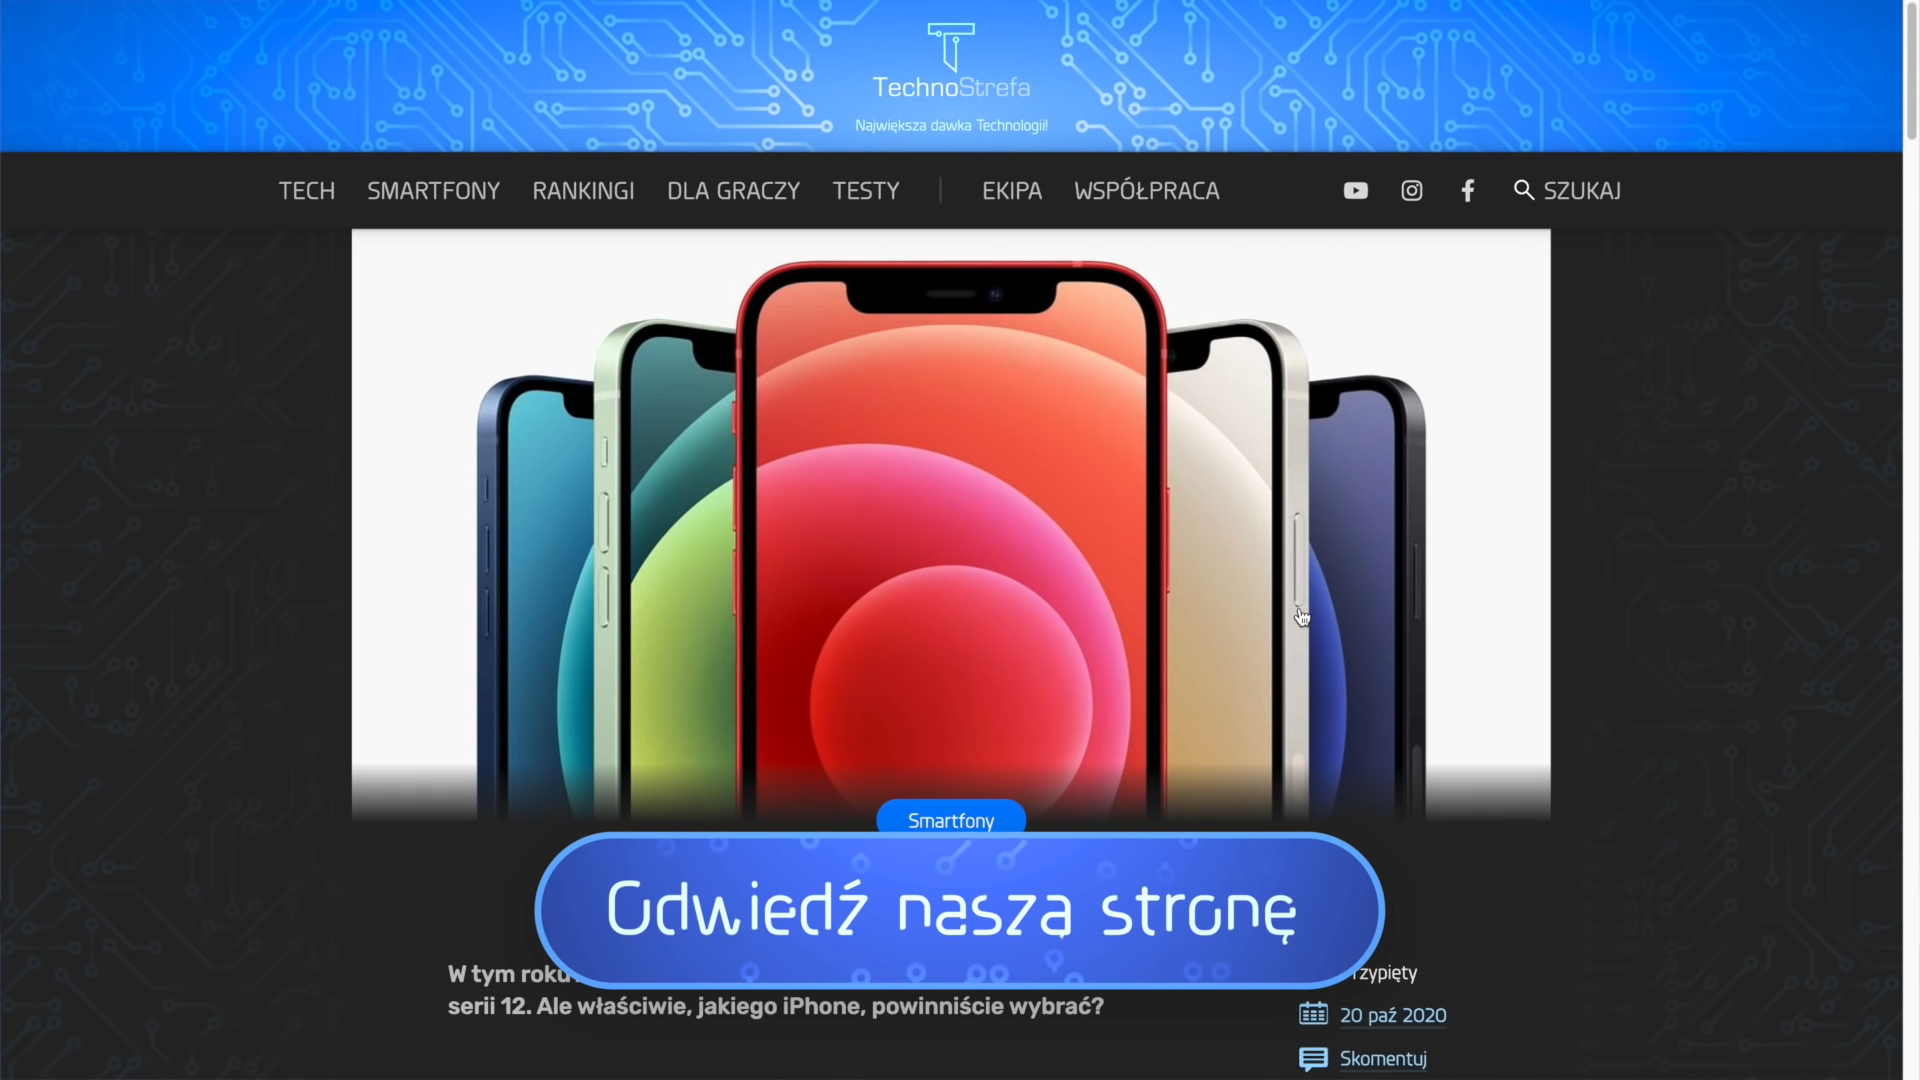 TechnoStrefa
Największa dawka Technologii!
TECH SMARTFONY RANKINGI DLA GRACZY TESTY EKIPA WSPÓŁPRACA SZUKAJ
Smartfony
Odwiedź naszą stronę
W tym roku
serii 12. Ale właściwie, jakiego iPhone, powinniście wybrać?
rzypięty
20 paź 2020
Skomentuj